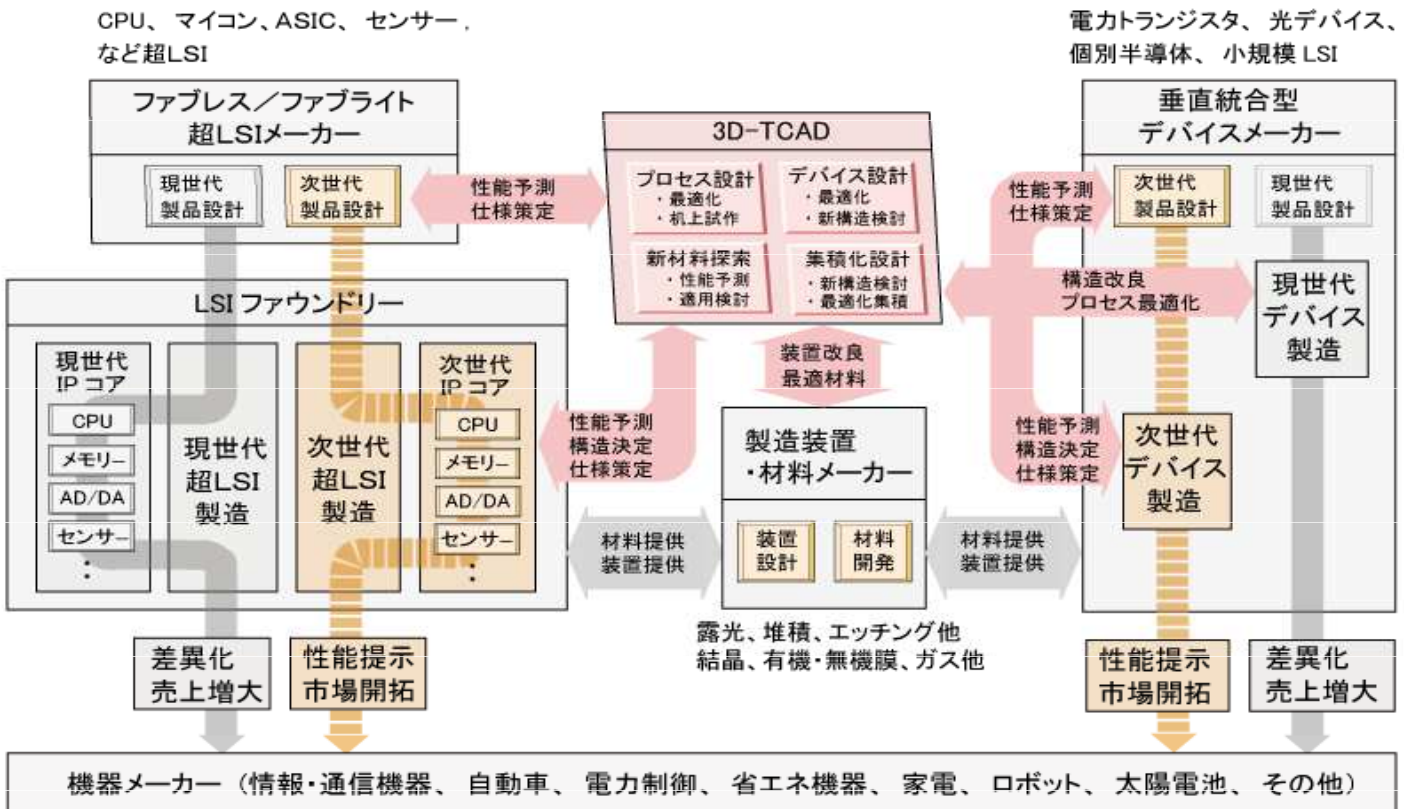 CPU、マイコン、ASIC、センサー、
など超LSI
電力トランジスタ、光デバイス、
個別半導体、小規模 LSI
ファブレス／ファブライト
超LSIメーカー
現世代
製品設計
次世代
製品設計
性能予測
仕様策定
3D-TCAD
プロセス設計
・最適化
・机上試作
デバイス設計
・最適化
・新構造検討
新材料探索
・性能予測
・適用検討
集積化設計
・新構造検討
・最適化集積
垂直統合型
デバイスメーカー
性能予測
仕様策定
次世代
製品設計
現世代
製品設計
構造改良
プロセス最適化
現世代
デバイス
製造
LSI ファウンドリー
現世代
IP コア
CPU
メモリー
AD/DA
センサー
：
現世代
超LSI
製造
次世代
超LSI
製造
次世代
IP コア
CPU
メモリー
AD/DA
センサー
：
性能予測
構造決定
仕様策定
装置改良
最適材料
製造装置
・材料メーカー
装置
設計
材料
開発
性能予測
構造決定
仕様策定
次世代
デバイス
製造
材料提供
装置提供
材料提供
装置提供
露光、堆積、エッチング他
結晶、有機・無機膜、ガス他
差異化
売上増大
性能提示
市場開拓
性能提示
市場開拓
差異化
売上増大
機器メーカー（情報・通信機器、自動車、電力制御、省エネ機器、家電、ロボット、太陽電池、その他）